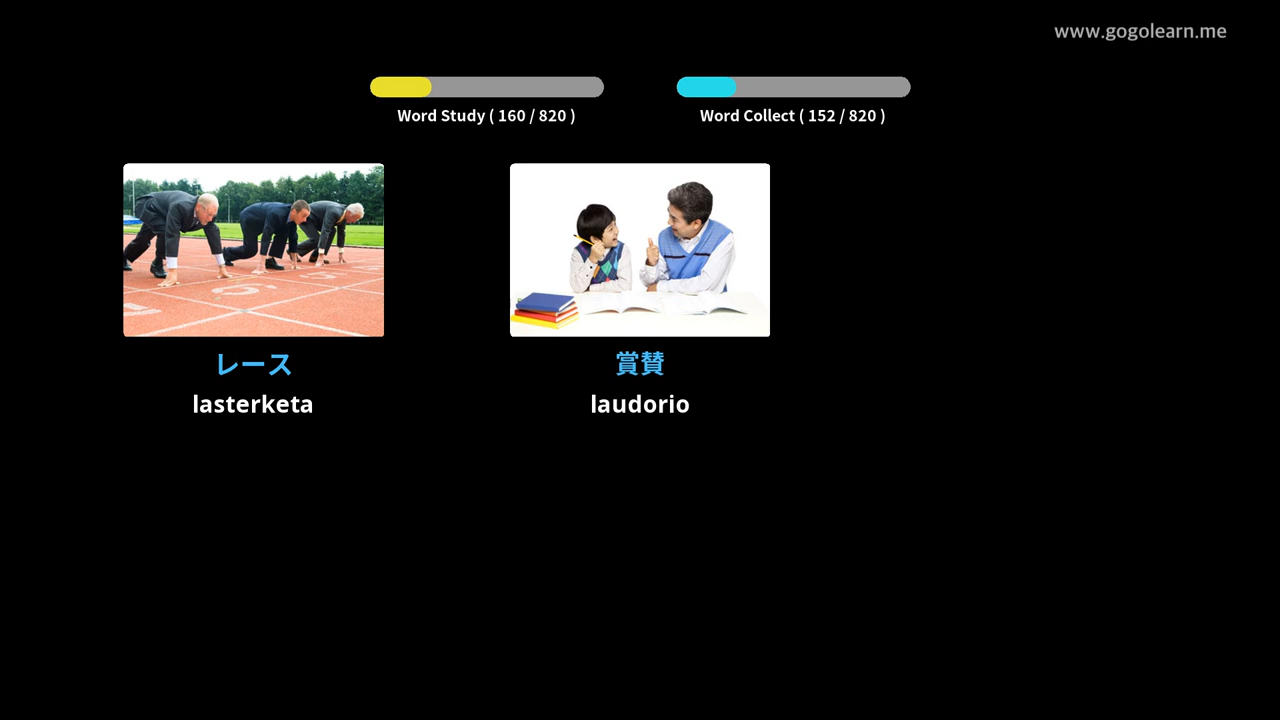 www.gogolearn.me
Word Study ( 160 / 820 )
Word Collect ( 152 / 820 )
レース
lasterketa
賞賛
laudorio